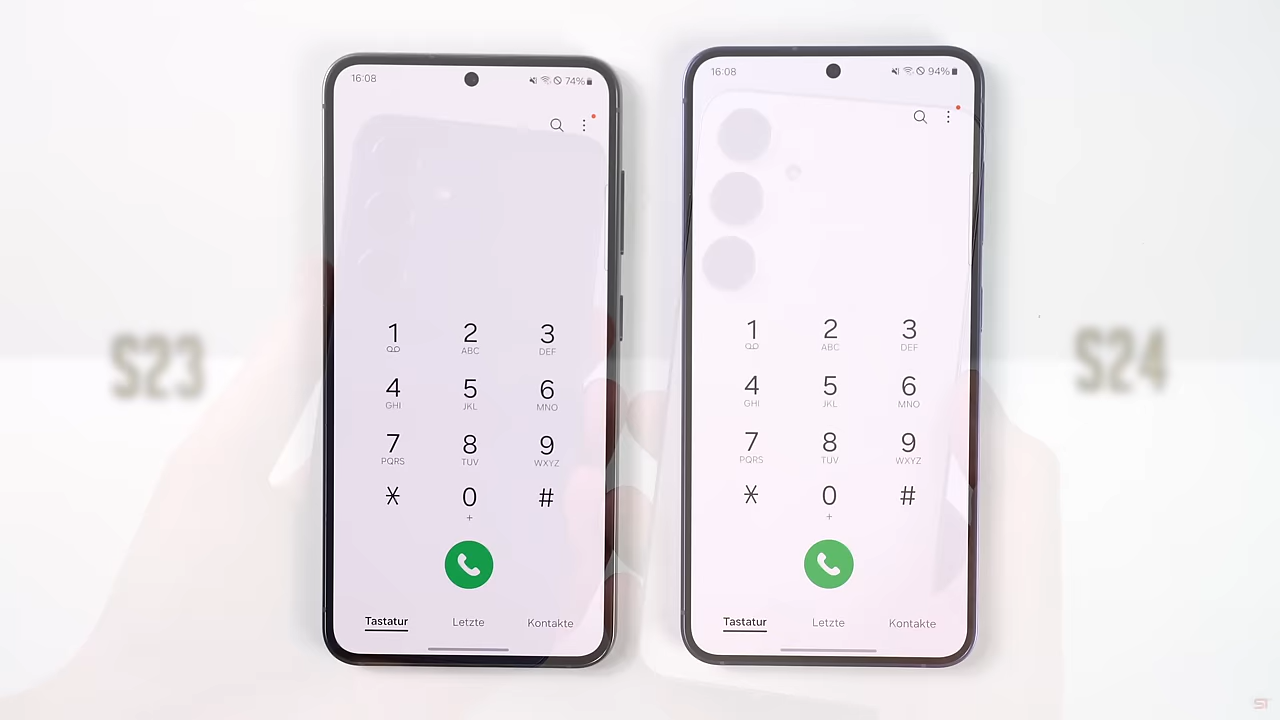 16:08
74%
1
2
ABC
3
DEF
4
GHI
5
JKL
6
MNO
7
PQRS
8
TUV
9
WXYZ
*
0
+
#
Tastatur
Letzte
Kontakte
16:08
94%
1
2
ABC
3
DEF
4
GHI
5
JKL
6
MNO
7
PQRS
8
TUV
9
WXYZ
*
0
+
#
Tastatur
Letzte
Kontakte
S23
S24
ST